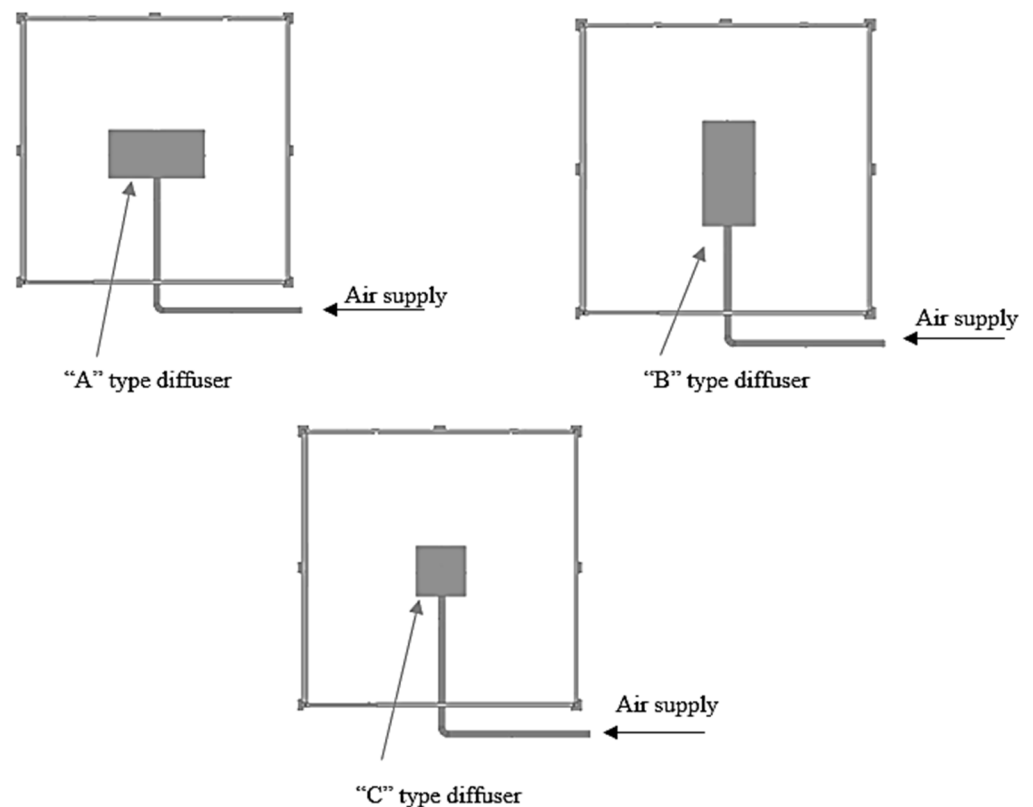 Air supply
“A” type diffuser
Air supply
“B” type diffuser
Air supply
“C” type diffuser